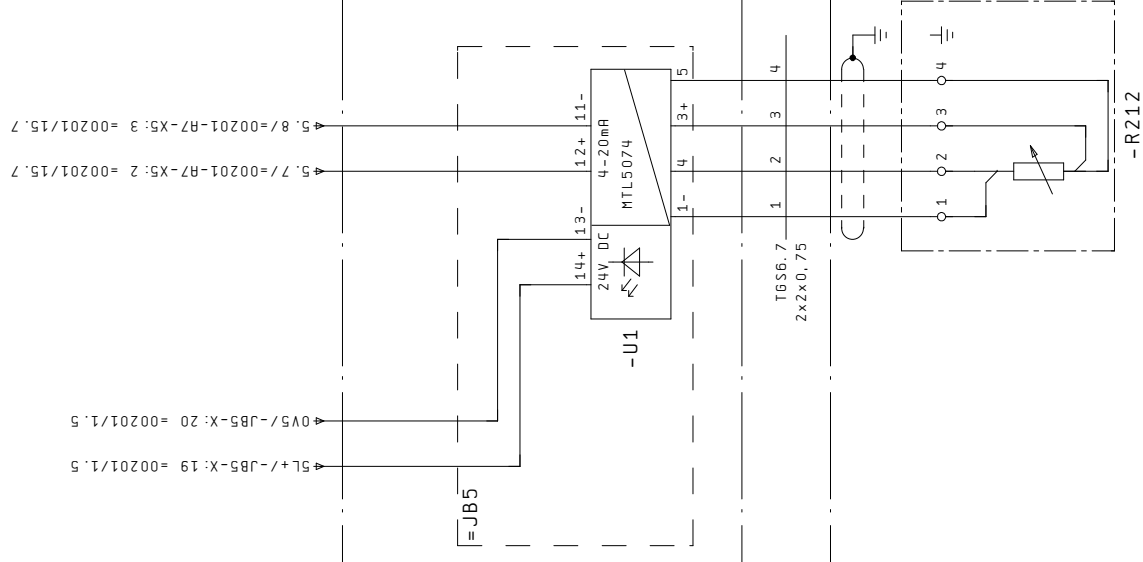 5.8/=00201-A7-X5:3 =00201/15.7
5.7/=00201-A7-X5:2 =00201/15.7
0V5/-JB5-X:20 =00201/1.5
5L+/-JB5-X:19 =00201/1.5
=JB5
-U1
11-
12+
13-
14+
4-20mA
MTL5074
24V DC
5
3+
4
1-
4
3
2
1
TGS6.7
2x2x0,75
4
3
2
1
-R212